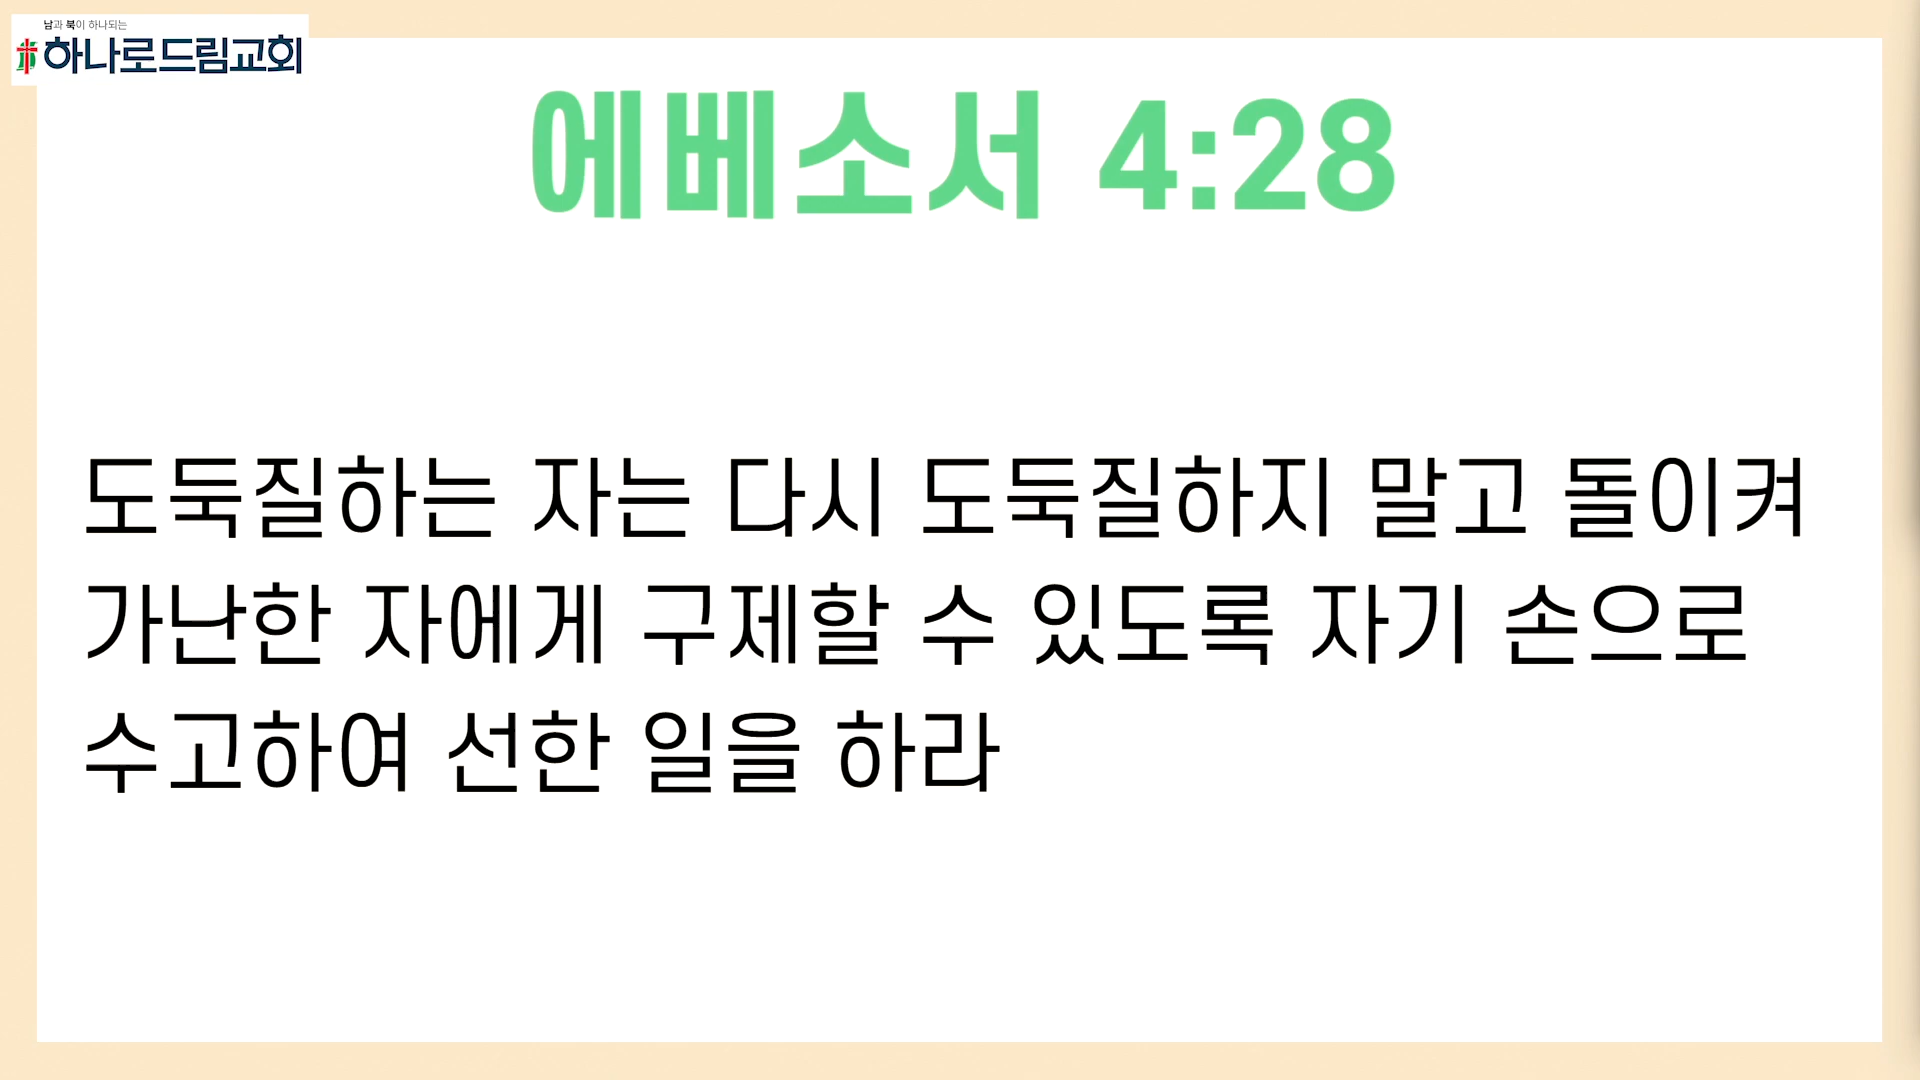 남과 북이 하나되는
하나로드림교회
에베소서 4:28
도둑질하는 자는 다시 도둑질하지 말고 돌이켜
가난한 자에게 구제할 수 있도록 자기 손으로
수고하여 선한 일을 하라